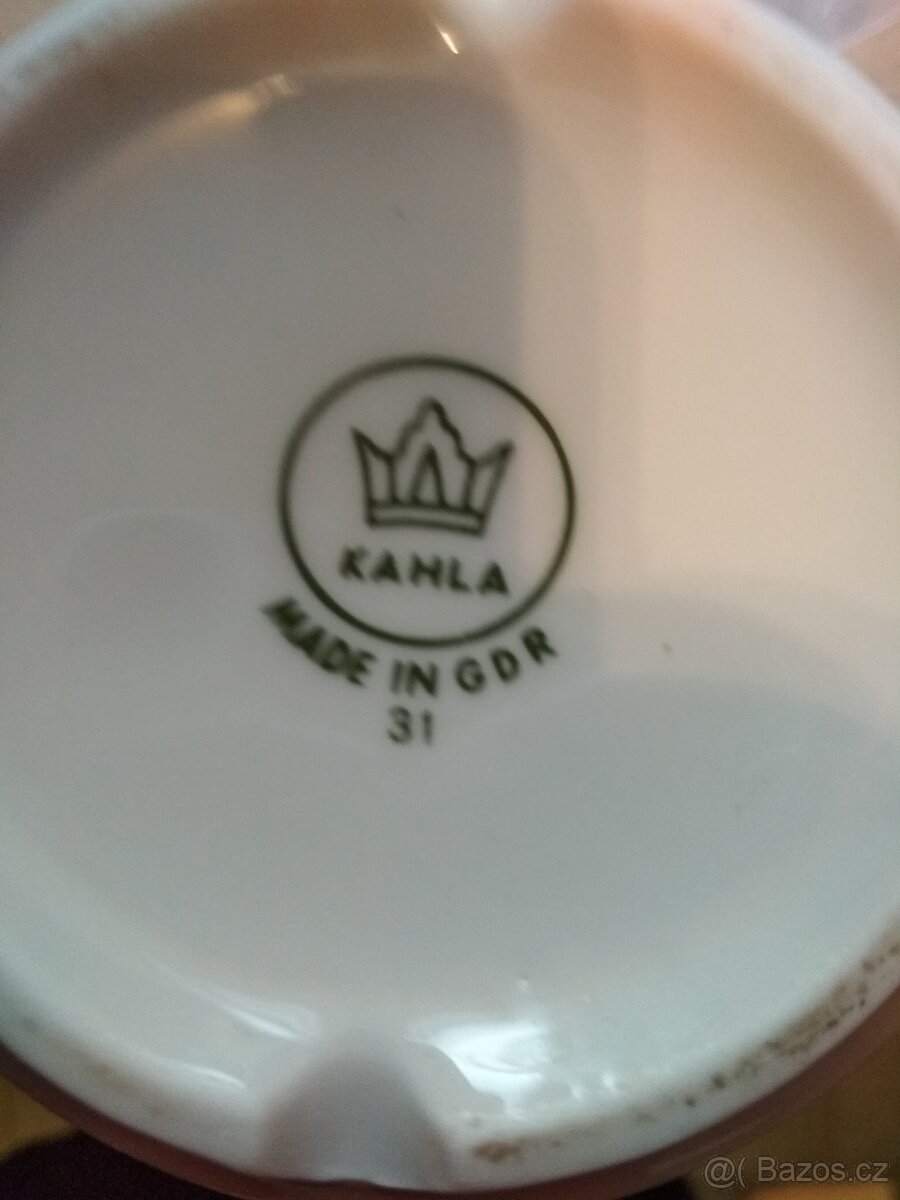 KAHLA
MADE IN GDR
31
@( Bazos.cz